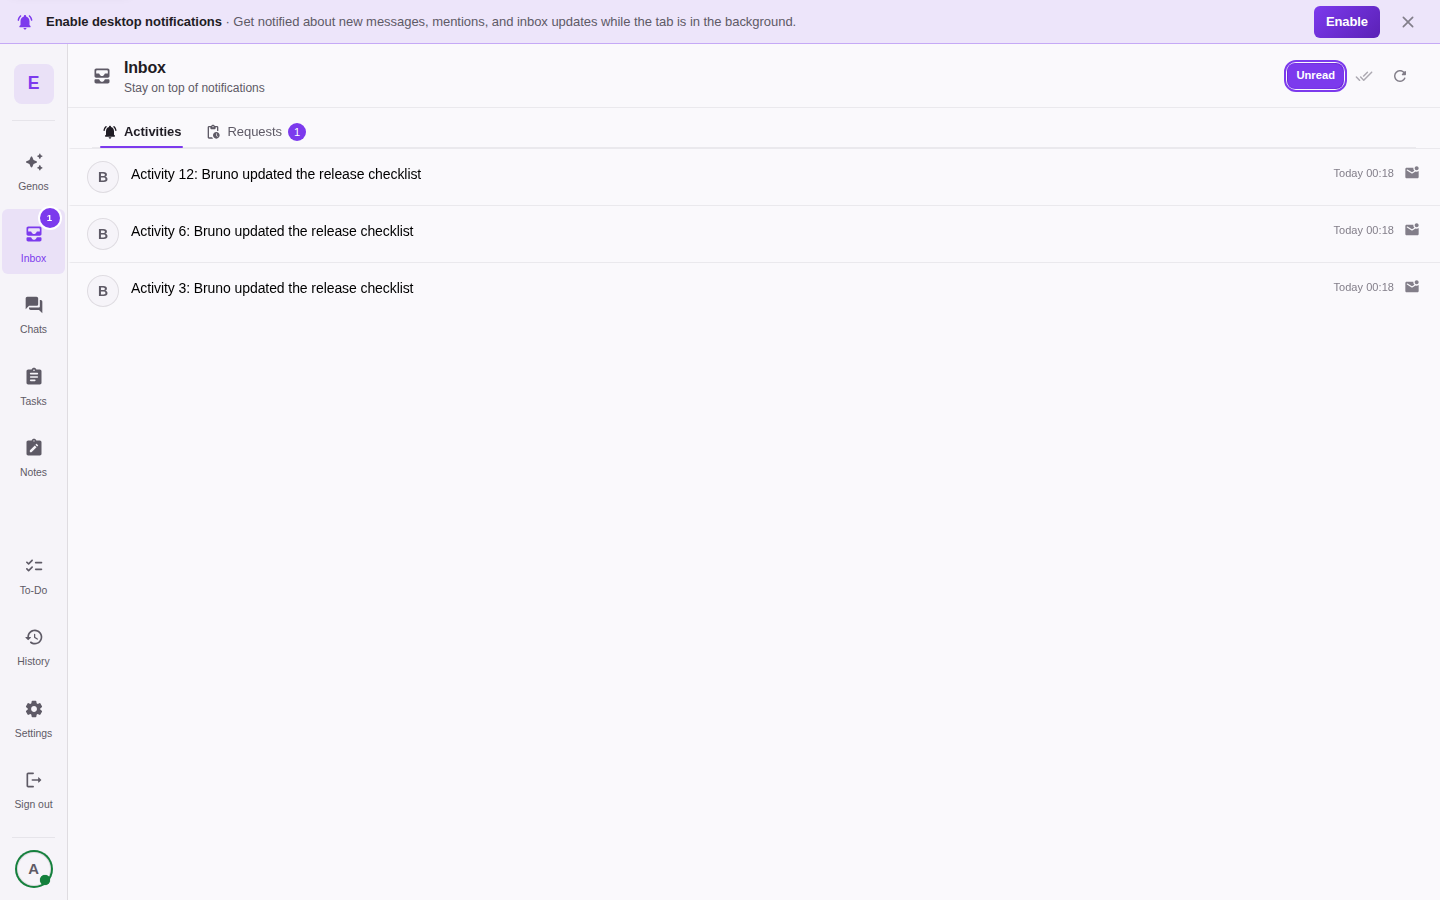 Enable desktop notifications · Get notified about new messages, mentions, and inbox updates while the tab is in the background.
Enable
E
Genos
1
Inbox
Chats
Tasks
Notes
To-Do
History
Settings
Sign out
A
Inbox
Stay on top of notifications
Unread
Activities
Requests 1
B
Activity 12: Bruno updated the release checklist
Today 00:18
B
Activity 6: Bruno updated the release checklist
Today 00:18
B
Activity 3: Bruno updated the release checklist
Today 00:18